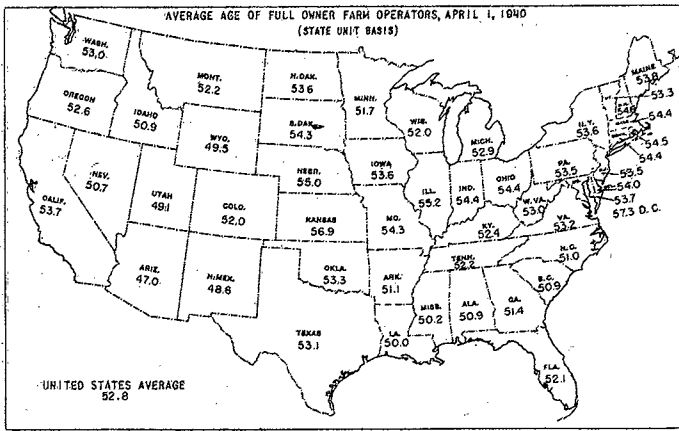 AVERAGE AGE OF FULL OWNER FARM OPERATORS, APRIL 1, 1940
(STATE UNIT BASIS)
WASH.
53.0
OREGON
52.6
IDAHO
50.9
MONT.
52.2
N.DAK.
53.6
S.DAK.
54.3
WYO.
49.5
NEBR.
55.0
NEV.
50.7
UTAH
49.1
COLO.
52.0
KANSAS
56.9
CALIF.
53.7
ARIZ.
47.0
N.MEX.
48.6
OKLA.
53.3
TEXAS
53.1
MINN.
51.7
WIS.
52.0
MICH.
52.9
IOWA
53.6
ILL.
55.2
IND.
54.4
OHIO
54.4
MO.
54.3
KY.
52.4
TENN.
52.2
ARK.
51.1
LA.
50.0
MISS.
50.2
ALA.
50.9
GA.
51.4
FLA.
52.1
S.C.
50.9
N.C.
51.0
VA.
53.2
W.VA.
53.0
PA.
53.5
N.Y.
53.6
MAINE
53.8
53.3
54.4
54.5
54.4
53.5
54.0
53.7
57.3 D.C.
UNITED STATES AVERAGE
52.8